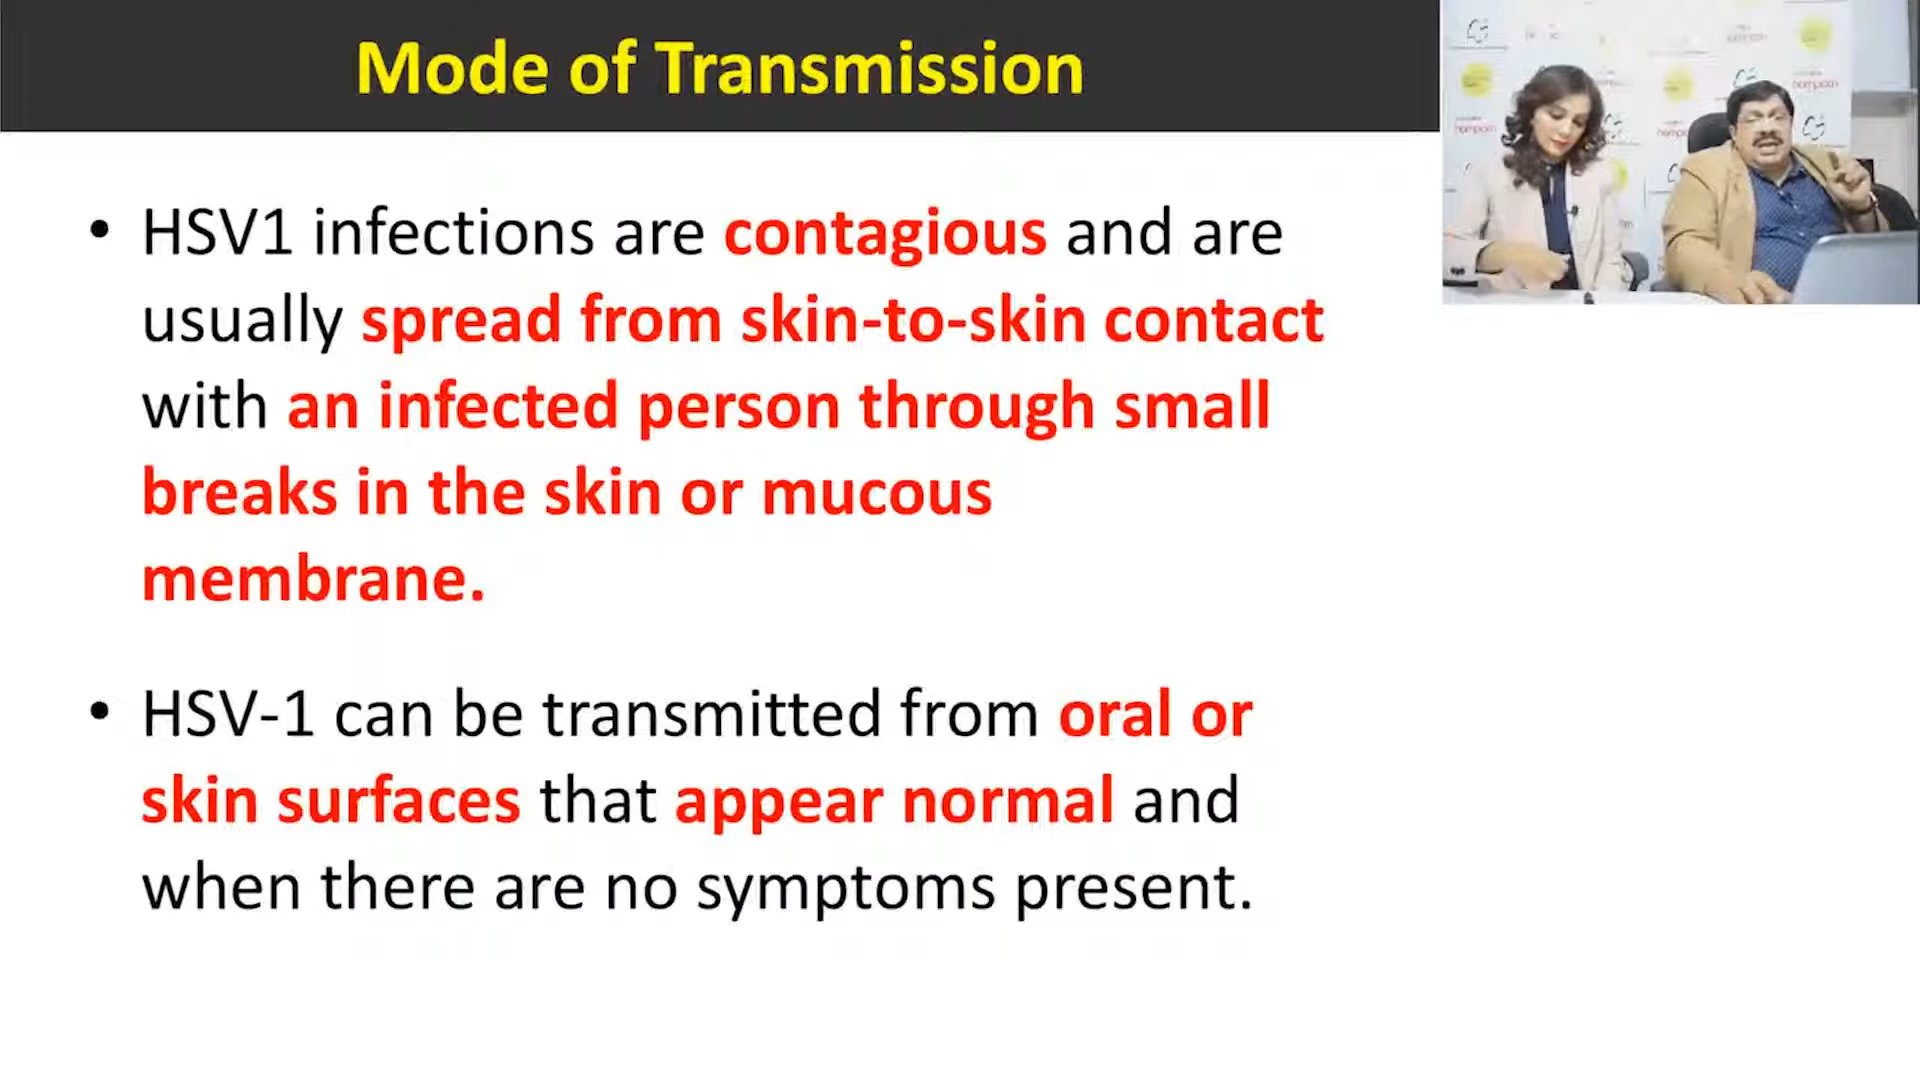 Mode of Transmission
• HSV1 infections are contagious and are
usually spread from skin-to-skin contact
with an infected person through small
breaks in the skin or mucous
membrane.
• HSV-1 can be transmitted from oral or
skin surfaces that appear normal and
when there are no symptoms present.